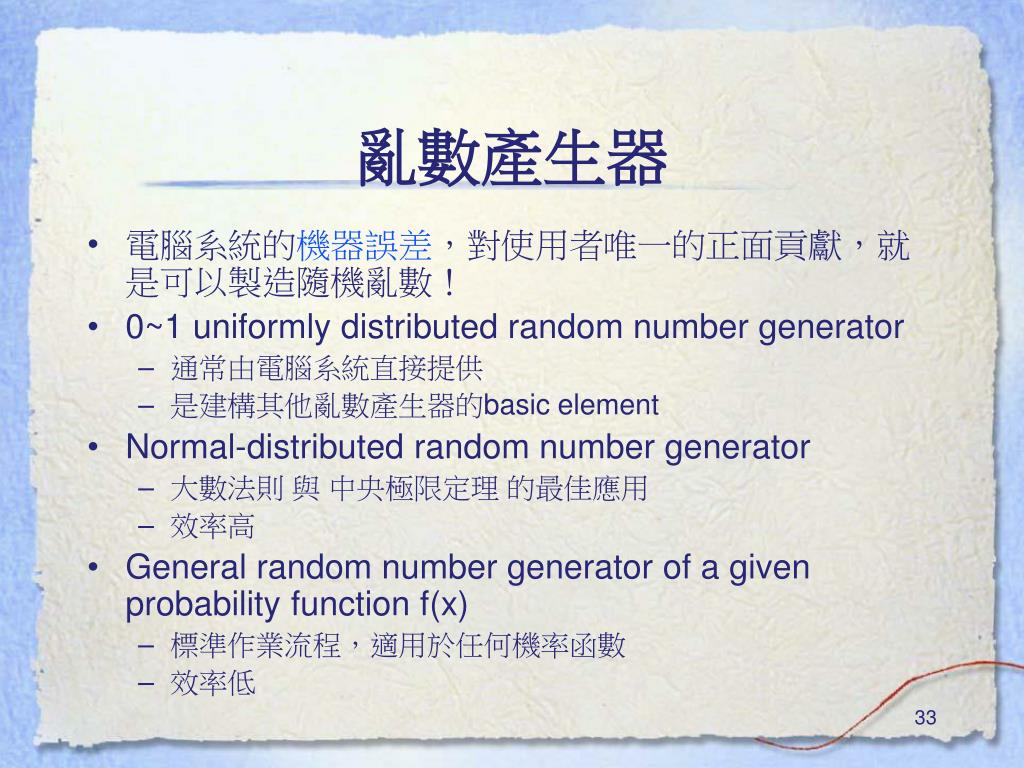 亂數產生器
• 電腦系統的機器誤差，對使用者唯一的正面貢獻，就
是可以製造隨機亂數！
• 0~1 uniformly distributed random number generator
– 通常由電腦系統直接提供
– 是建構其他亂數產生器的basic element
• Normal-distributed random number generator
– 大數法則 與 中央極限定理 的最佳應用
– 效率高
• General random number generator of a given
probability function f(x)
– 標準作業流程，適用於任何機率函數
– 效率低
33